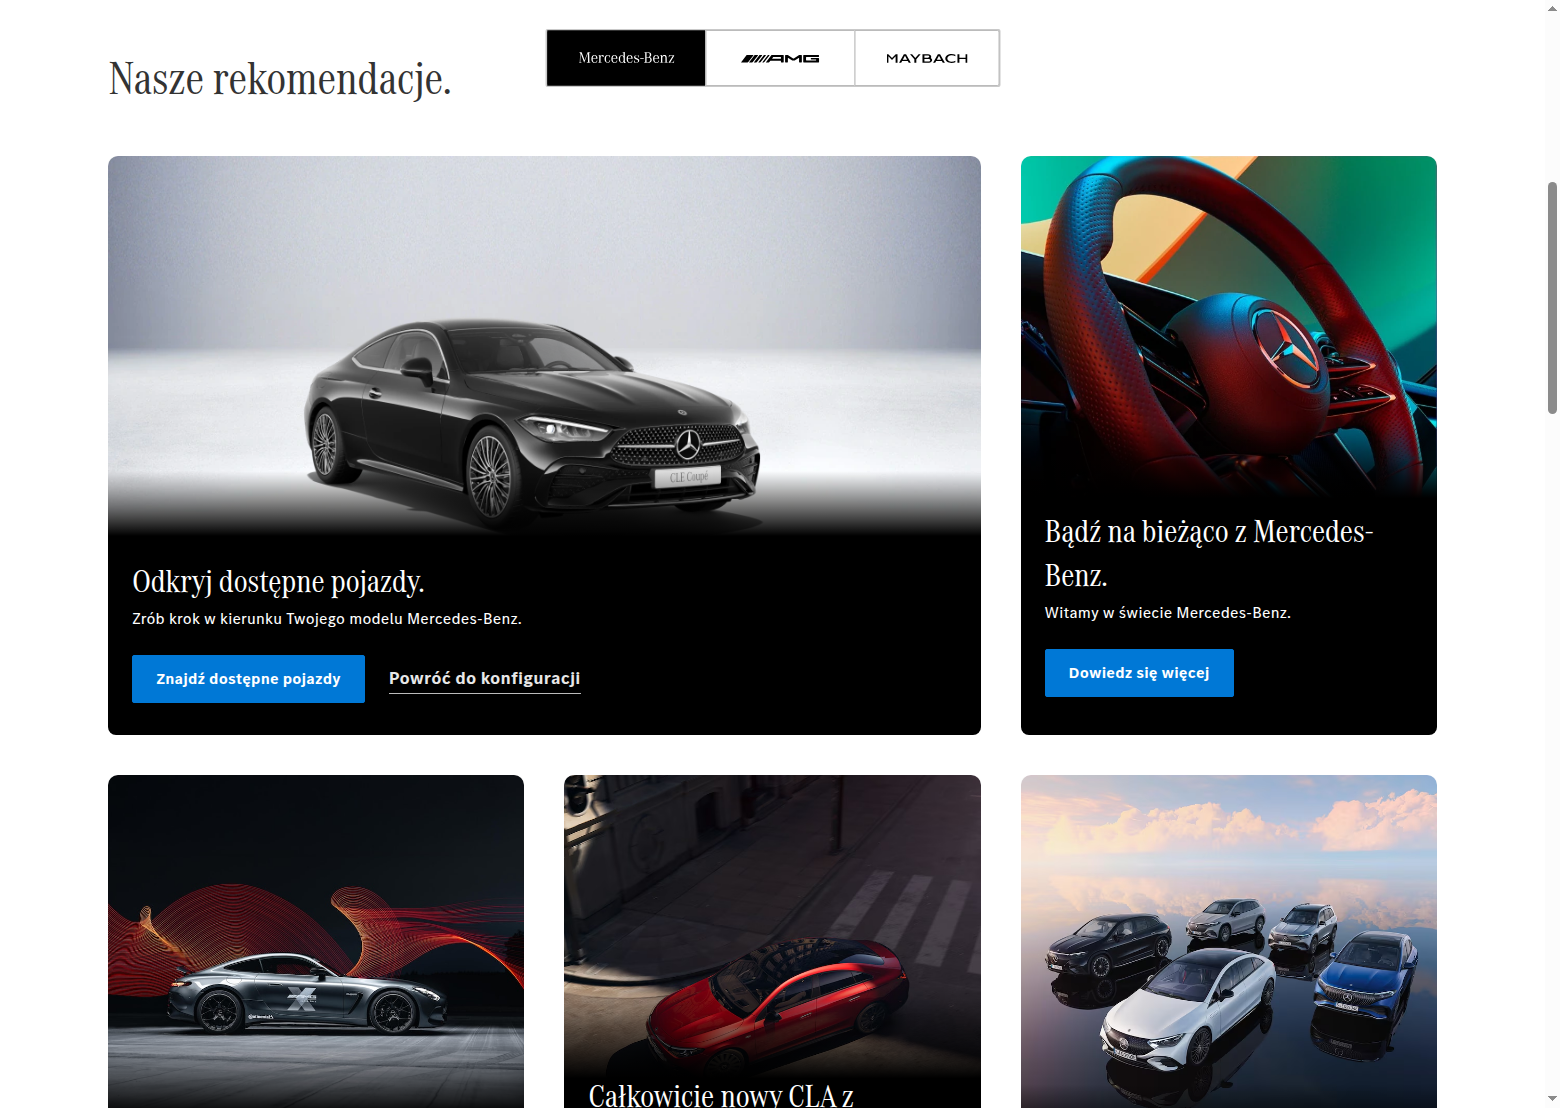 Nasze rekomendacje.
Mercedes-Benz
AMG
MAYBACH
CLE Coupé
Odkryj dostępne pojazdy.
Zrób krok w kierunku Twojego modelu Mercedes-Benz.
Znajdź dostępne pojazdy
Powróć do konfiguracji
Bądź na bieżąco z Mercedes-
Benz.
Witamy w świecie Mercedes-Benz.
Dowiedz się więcej
Całkowicie nowy CLA z